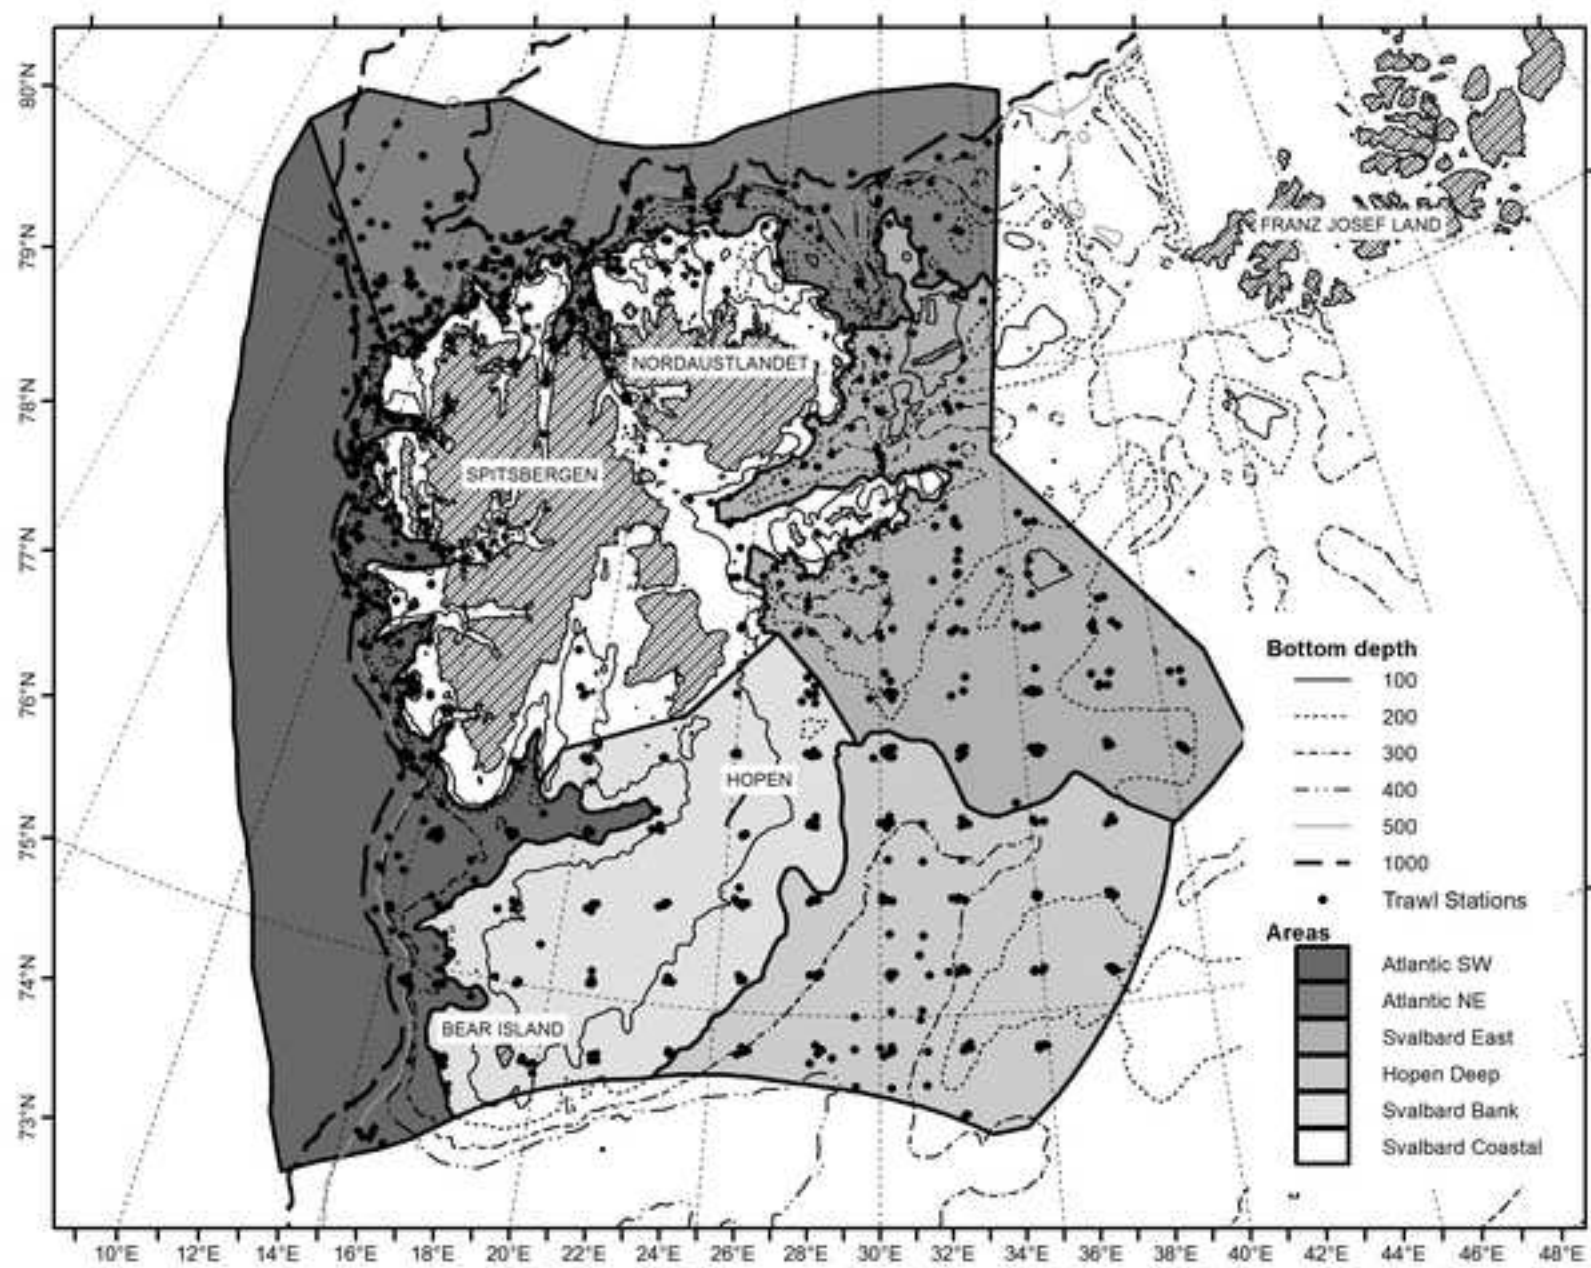 80°N
79°N
78°N
77°N
76°N
75°N
74°N
73°N
FRANZ JOSEF LAND
NORDAUSTLANDET
SPITSBERGEN
HOPEN
BEAR ISLAND
Bottom depth
100
200
300
400
500
1000
Trawl Stations
Areas
Atlantic SW
Atlantic NE
Svalbard East
Hopen Deep
Svalbard Bank
Svalbard Coastal
10°E 12°E 14°E 16°E 18°E 20°E 22°E 24°E 26°E 28°E 30°E 32°E 34°E 36°E 38°E 40°E 42°E 44°E 46°E 48°E